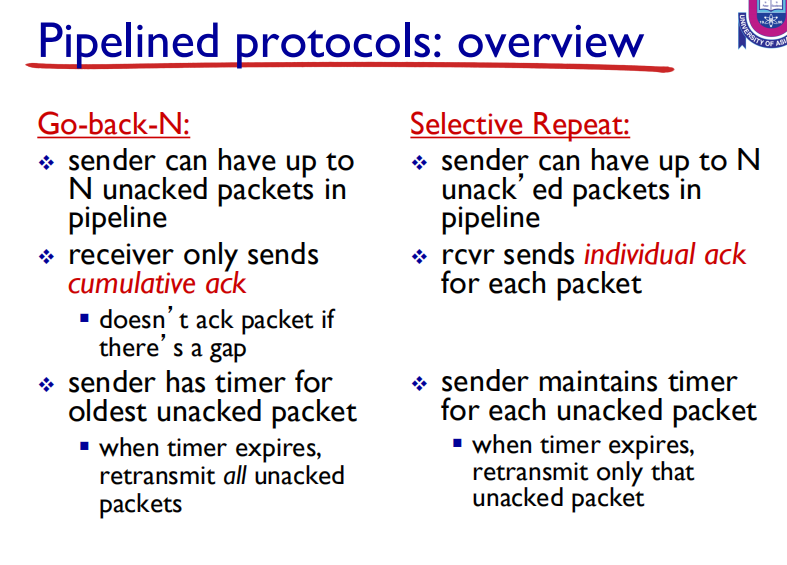 Pipelined protocols: overview
UNIVERSITY OF ASI
Go-back-N:
sender can have up to
N unacked packets in
pipeline
receiver only sends
cumulative ack
doesn't ack packet if
there's a gap
sender has timer for
oldest unacked packet
when timer expires,
retransmit all unacked
packets
Selective Repeat:
sender can have up to N
unack'ed packets in
pipeline
rcvr sends individual ack
for each packet
sender maintains timer
for each unacked packet
when timer expires,
retransmit only that
unacked packet